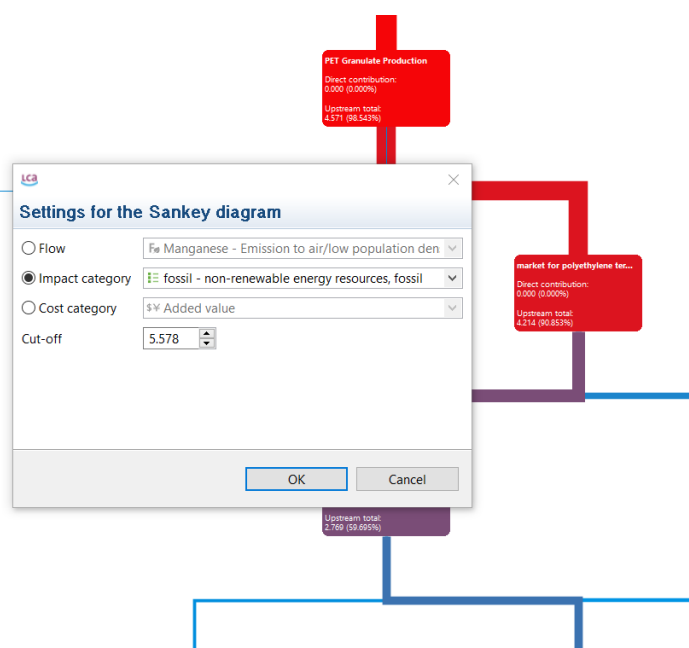 PET Granulate Production
Direct contribution:
0.000 (0.000%)
Upstream total:
4.571 (98.543%)
LCa
Settings for the Sankey diagram
Flow
Fe Manganese - Emission to air/low population den
Impact category
fossil - non-renewable energy resources, fossil
Cost category
$¥ Added value
Cut-off
5.578
OK
Cancel
market for polyethylene ter...
Direct contribution:
0.000 (0.000%)
Upstream total:
4.214 (90.853%)
Upstream total:
2.769 (59.695%)